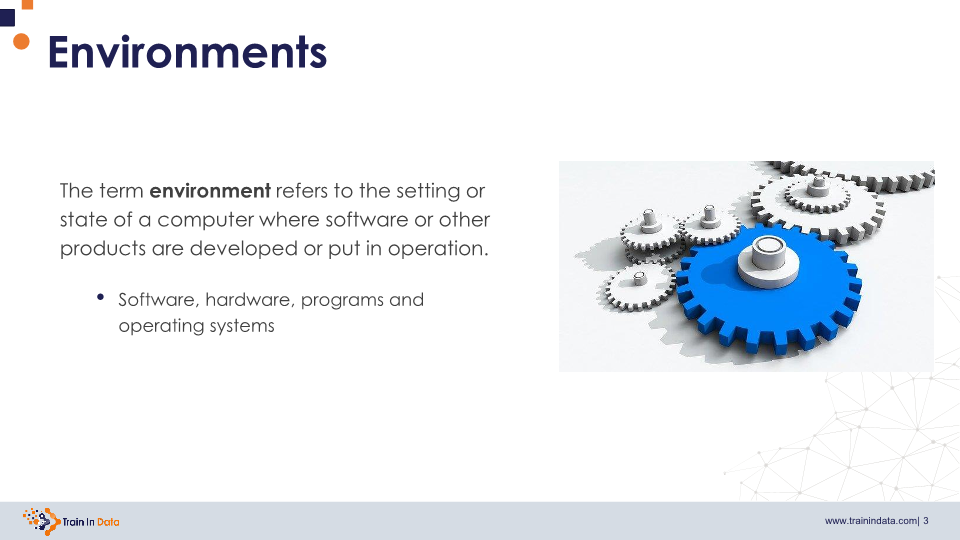 Environments
The term environment refers to the setting or
state of a computer where software or other
products are developed or put in operation.
• Software, hardware, programs and
operating systems
Train In Data
www.trainindata.com| 3